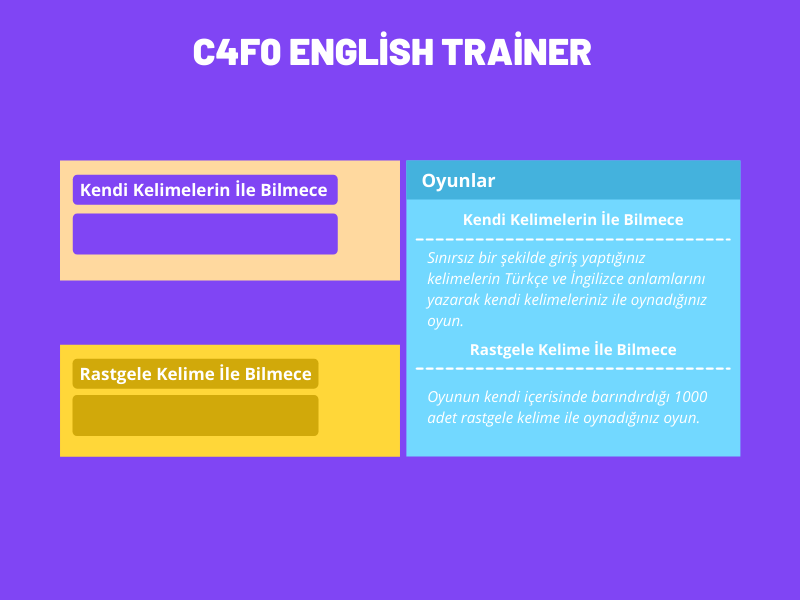 C4F0 ENGLİSH TRAİNER
Kendi Kelimelerin İle Bilmece
Rastgele Kelime İle Bilmece
Oyunlar
Kendi Kelimelerin İle Bilmece
Sınırsız bir şekilde giriş yaptığınız
kelimelerin Türkçe ve İngilizce anlamlarını
yazarak kendi kelimeleriniz ile oynadığınız
oyun.
Rastgele Kelime İle Bilmece
Oyunun kendi içerisinde barındırdığı 1000
adet rastgele kelime ile oynadığınız oyun.